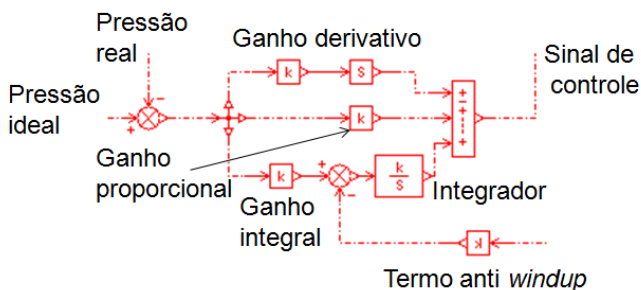 Pressão
real
Ganho derivativo
Sinal de
controle
k
s
Pressão
ideal
k
Ganho
proporcional
k
k
s
Integrador
Ganho
integral
k
Termo anti windup